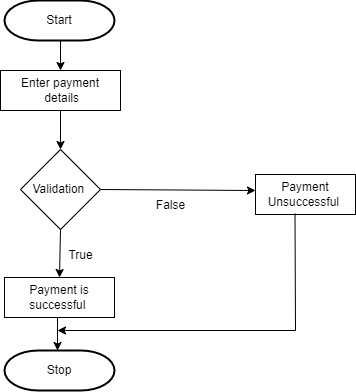 Start
Enter payment
details
Validation
Payment
Unsuccessful
False
True
Payment is
successful
Stop